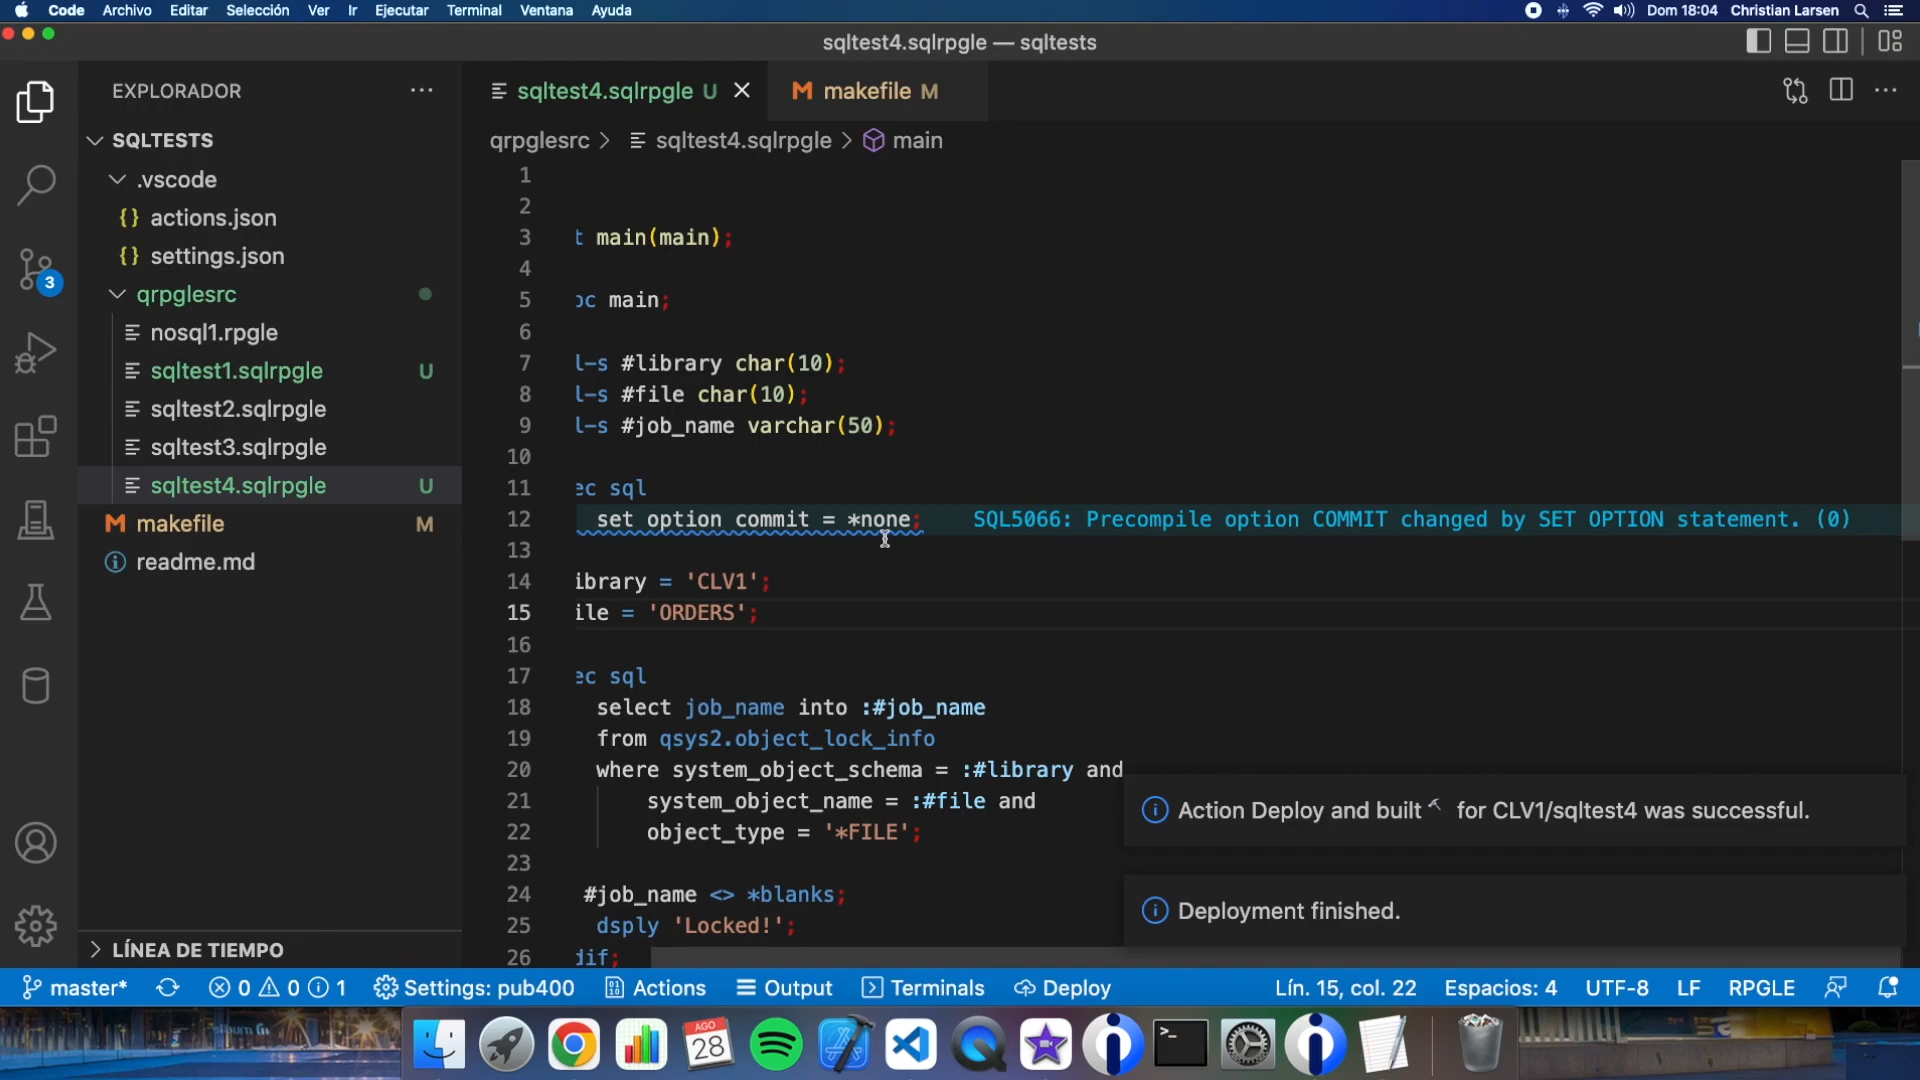 Code Archivo Editar Selección Ver Ir Ejecutar Terminal Ventana Ayuda Dom 18:04 Christian Larsen
sqltest4.sqlrpgle — sqltests
EXPLORADOR
sqltest4.sqlrpgle U
makefile M
SQLTESTS
qrpglesrc > sqltest4.sqlrpgle > main
.vscode
{} actions.json
{} settings.json
qrpglesrc
nosql1.rpgle
sqltest1.sqlrpgle U
sqltest2.sqlrpgle
sqltest3.sqlrpgle
sqltest4.sqlrpgle U
M makefile M
readme.md
LÍNEA DE TIEMPO
3
1
2
3 t main(main);
4
5 oc main;
6
7 l-s #library char(10);
8 l-s #file char(10);
9 l-s #job_name varchar(50);
10
11 ec sql
12 set option commit = *none; SQL5066: Precompile option COMMIT changed by SET OPTION statement. (0)
13
14 ibrary = 'CLV1';
15 ile = 'ORDERS';
16
17 ec sql
18 select job_name into :#job_name
19 from qsys2.object_lock_info
20 where system_object_schema = :#library and
21 system_object_name = :#file and
22 object_type = '*FILE';
23
24 #job_name <> *blanks;
25 dsply 'Locked!';
26 dif;
Action Deploy and built for CLV1/sqltest4 was successful.
Deployment finished.
master* 0 0 1 Settings: pub400 Actions Output Terminals Deploy Lín. 15, col. 22 Espacios: 4 UTF-8 LF RPGLE
AGO
28